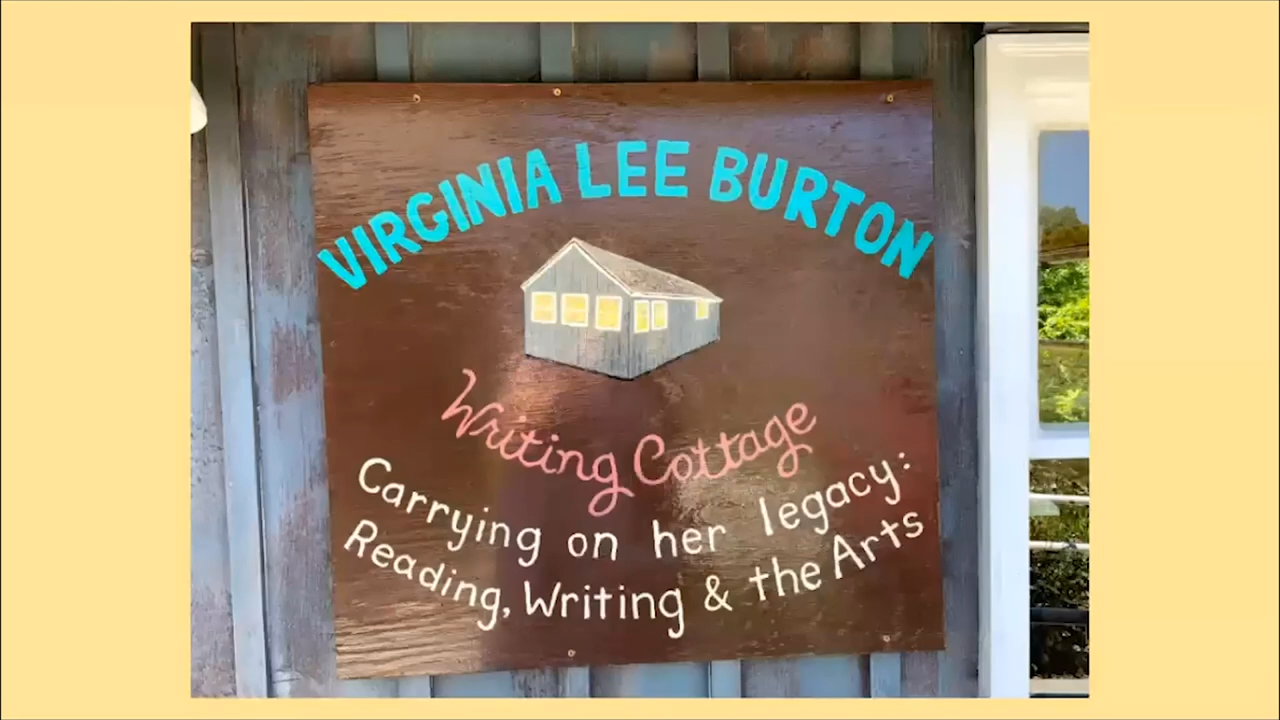 VIRGINIA LEE BURTON
Writing Cottage
Carrying on her legacy:
Reading, Writing & the Arts